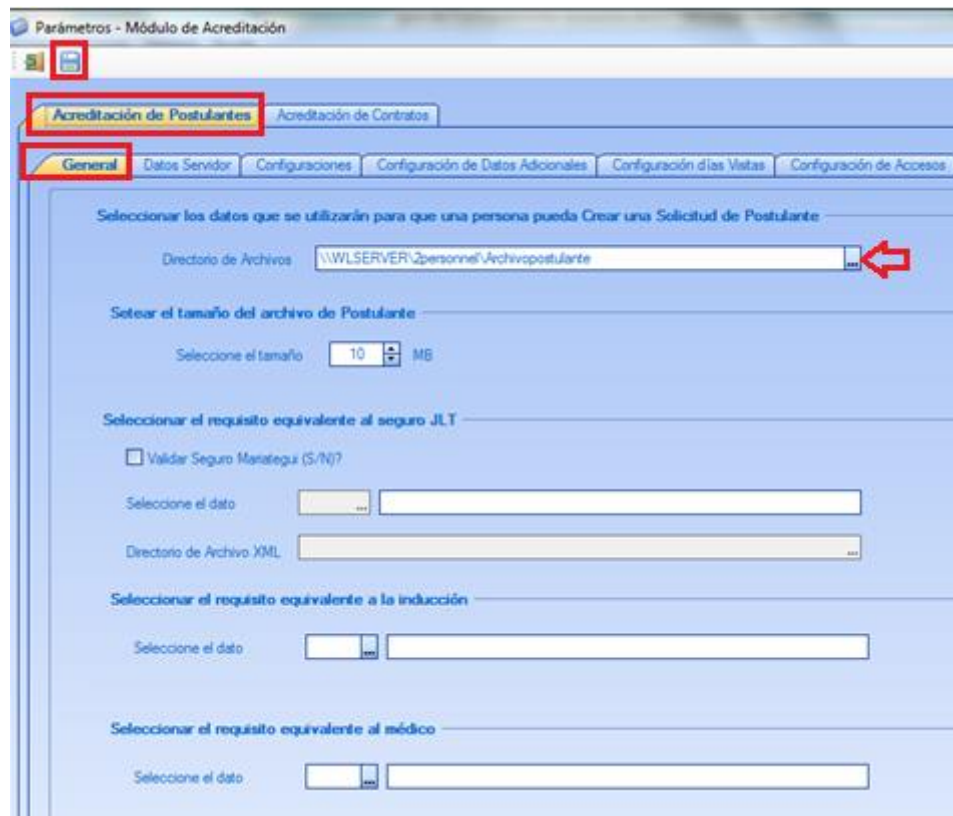 Parámetros - Módulo de Acreditación
Acreditación de Postulantes Acreditación de Contratos
General Datos Servidor Configuraciones Configuración de Datos Adicionales Configuración días Visitas Configuración de Accesos
Seleccionar los datos que se utilizarán para que una persona pueda Crear una Solicitud de Postulante
Directorio de Archivos \\WLSERVER\2personnel\Archivopostulante ...
Setear el tamaño del archivo de Postulante
Seleccione el tamaño 10 MB
Seleccionar el requisito equivalente al seguro JLT
Validar Seguro Mariategui (S/N)?
Seleccione el dato ...
Directorio de Archivo XML ...
Seleccionar el requisito equivalente a la inducción
Seleccione el dato ...
Seleccionar el requisito equivalente al médico
Seleccione el dato ...